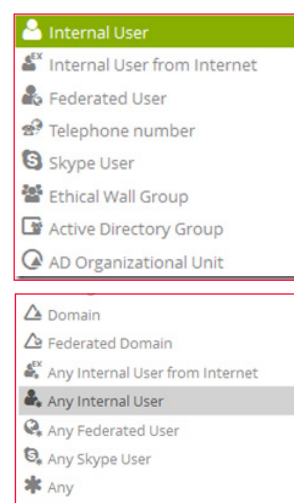 Internal User
Internal User from Internet
Federated User
Telephone number
Skype User
Ethical Wall Group
Active Directory Group
AD Organizational Unit
Domain
Federated Domain
Any Internal User from Internet
Any Internal User
Any Federated User
Any Skype User
Any